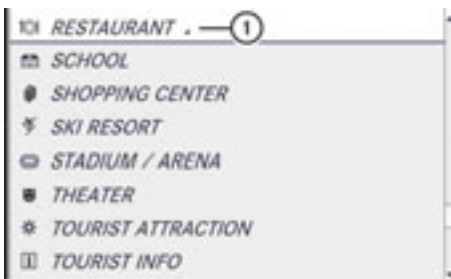 RESTAURANT . 1
SCHOOL
SHOPPING CENTER
SKI RESORT
STADIUM / ARENA
THEATER
TOURIST ATTRACTION
TOURIST INFO